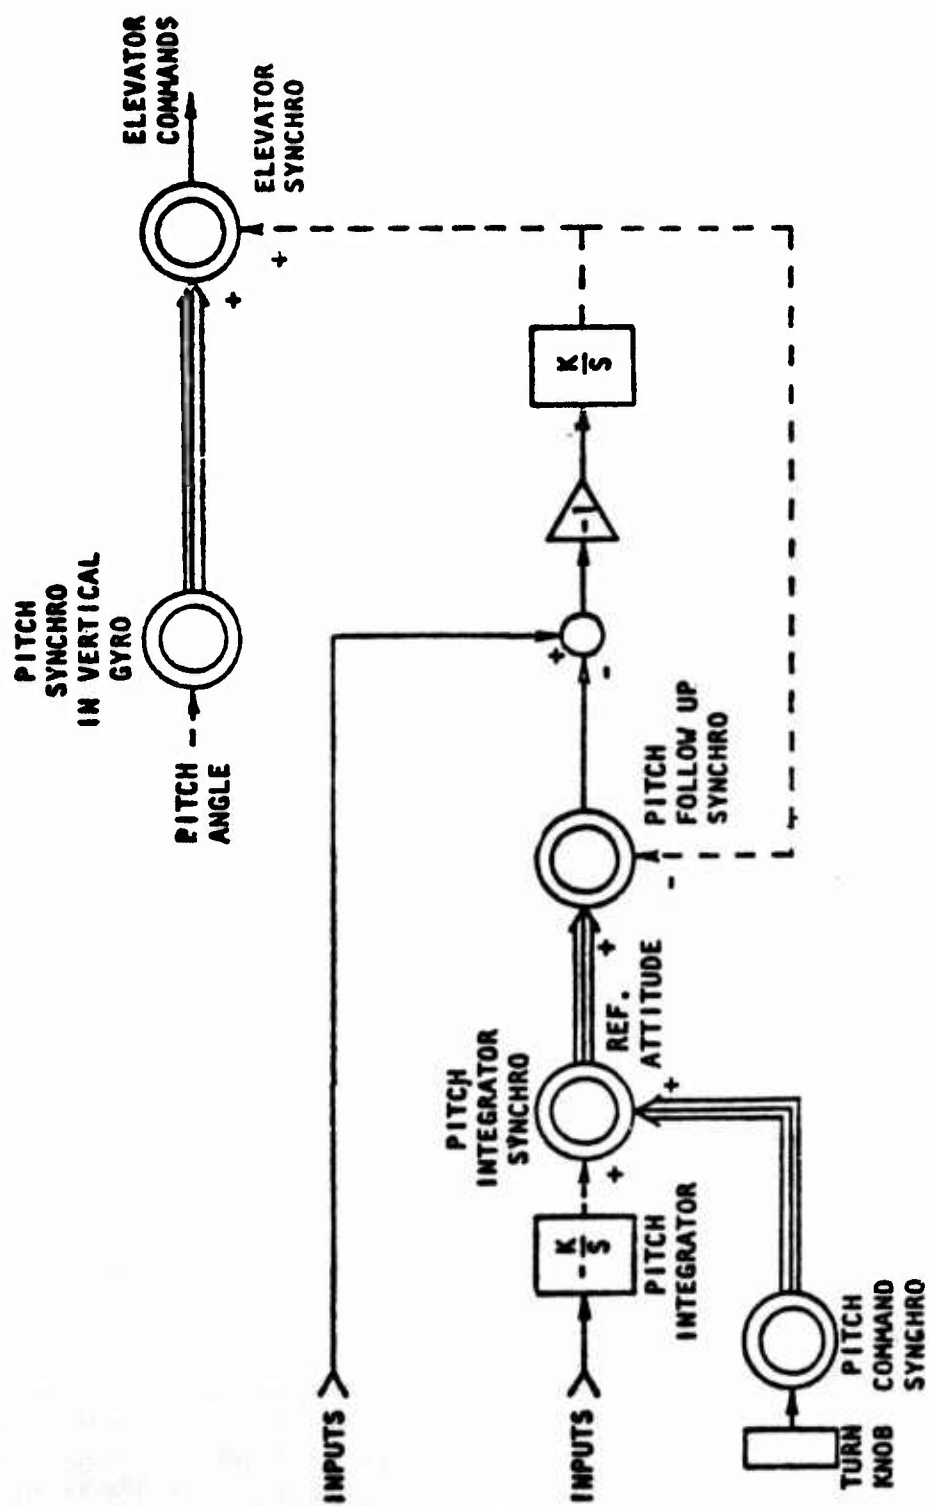 PITCH
SYNCHRO
IN VERTICAL
GYRO
PITCH
ANGLE
+
ELEVATOR
COMMANDS
ELEVATOR
SYNCHRO
+
INPUTS
+
-
-1
K
S
INPUTS
- K
S
PITCH
INTEGRATOR
+
PITCH
INTEGRATOR
SYNCHRO
+
REF.
ATTITUDE
+
PITCH
FOLLOW UP
SYNCHRO
-
TURN
KNOB
PITCH
COMMAND
SYNCHRO